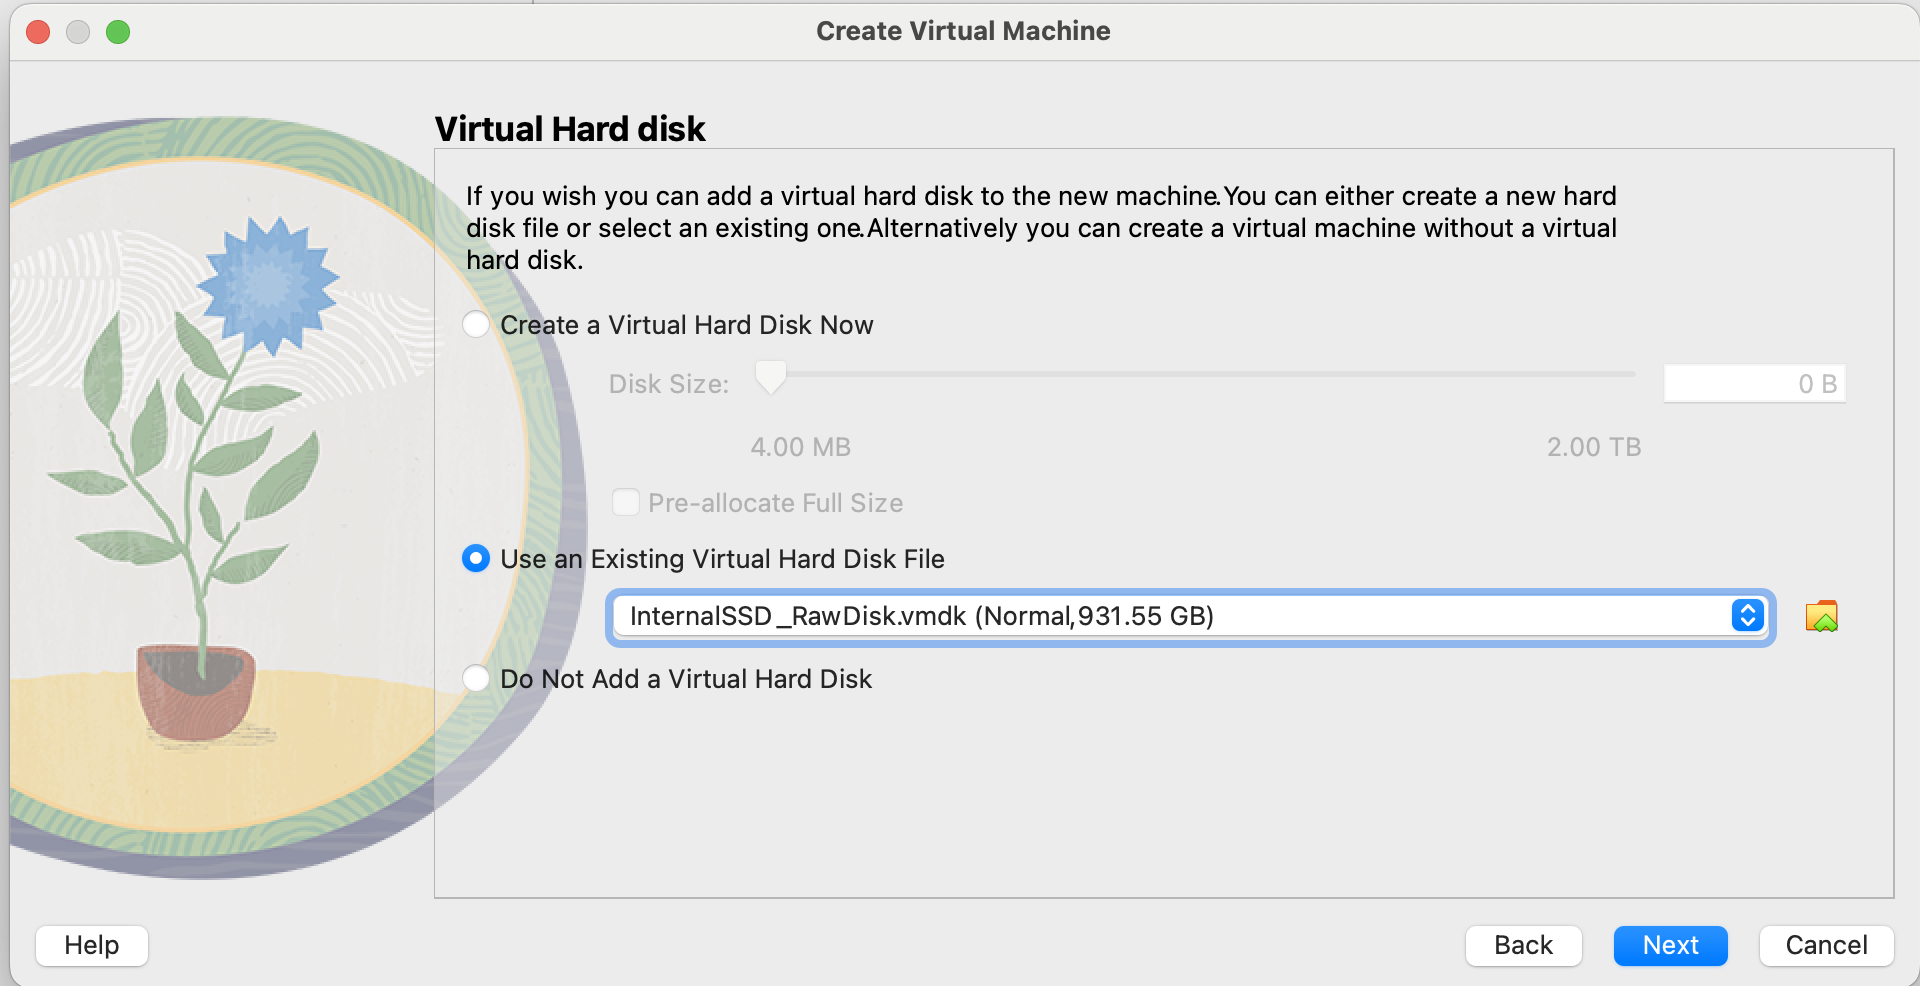 Create Virtual Machine
Virtual Hard disk
If you wish you can add a virtual hard disk to the new machine. You can either create a new hard
disk file or select an existing one. Alternatively you can create a virtual machine without a virtual
hard disk.
Create a Virtual Hard Disk Now
Disk Size:
0 B
4.00 MB
2.00 TB
Pre-allocate Full Size
Use an Existing Virtual Hard Disk File
InternalSSD_RawDisk.vmdk (Normal, 931.55 GB)
Do Not Add a Virtual Hard Disk
Help
Back
Next
Cancel